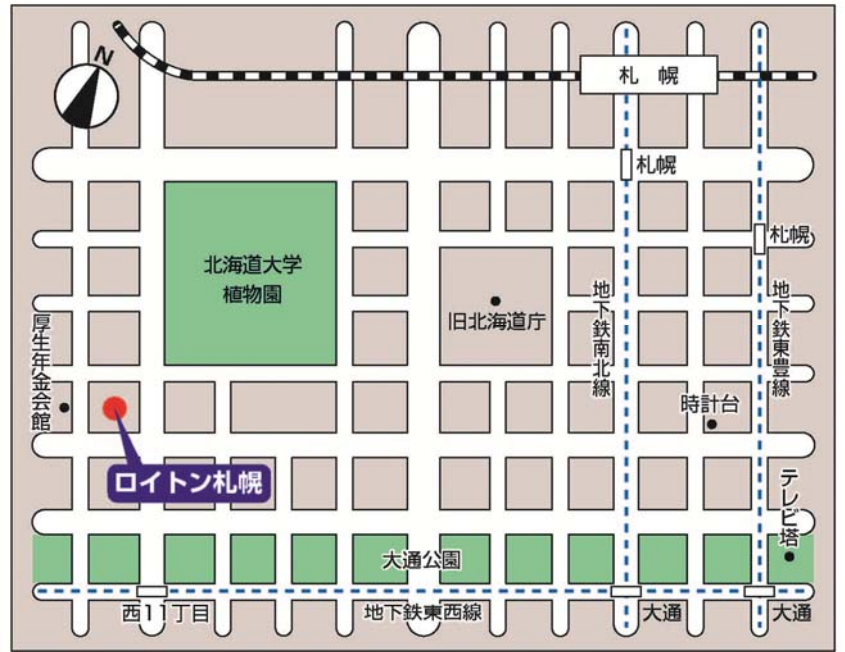 N
札幌
札幌
札幌
北海道大学
植物園
旧北海道庁
地下鉄南北線
地下鉄東豊線
厚生年金会館
時計台
ロイトン札幌
テレビ塔
大通公園
西11丁目
地下鉄東西線
大通
大通